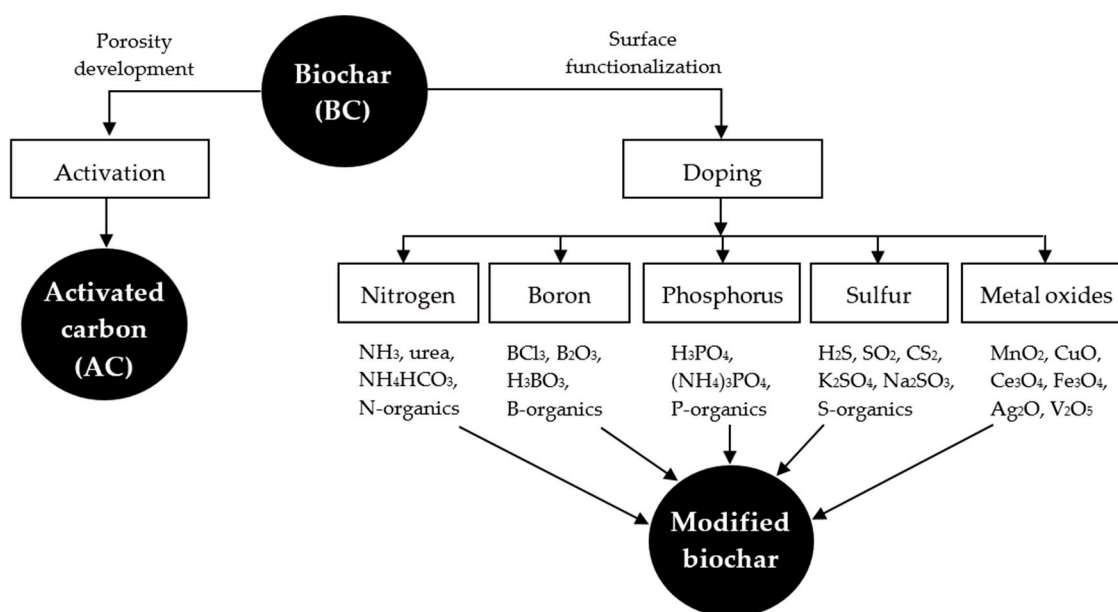 Porosity
development
Biochar
(BC)
Surface
functionalization
Activation
Doping
Activated
carbon
(AC)
Nitrogen
Boron
Phosphorus
Sulfur
Metal oxides
NH₃, urea,
NH₄HCO₃,
N-organics
BCl₃, B₂O₃,
H₃BO₃,
B-organics
H₃PO₄,
(NH₄)₃PO₄,
P-organics
H₂S, SO₂, CS₂,
K₂SO₄, Na₂SO₃,
S-organics
MnO₂, CuO,
Ce₃O₄, Fe₃O₄,
Ag₂O, V₂O₅
Modified
biochar